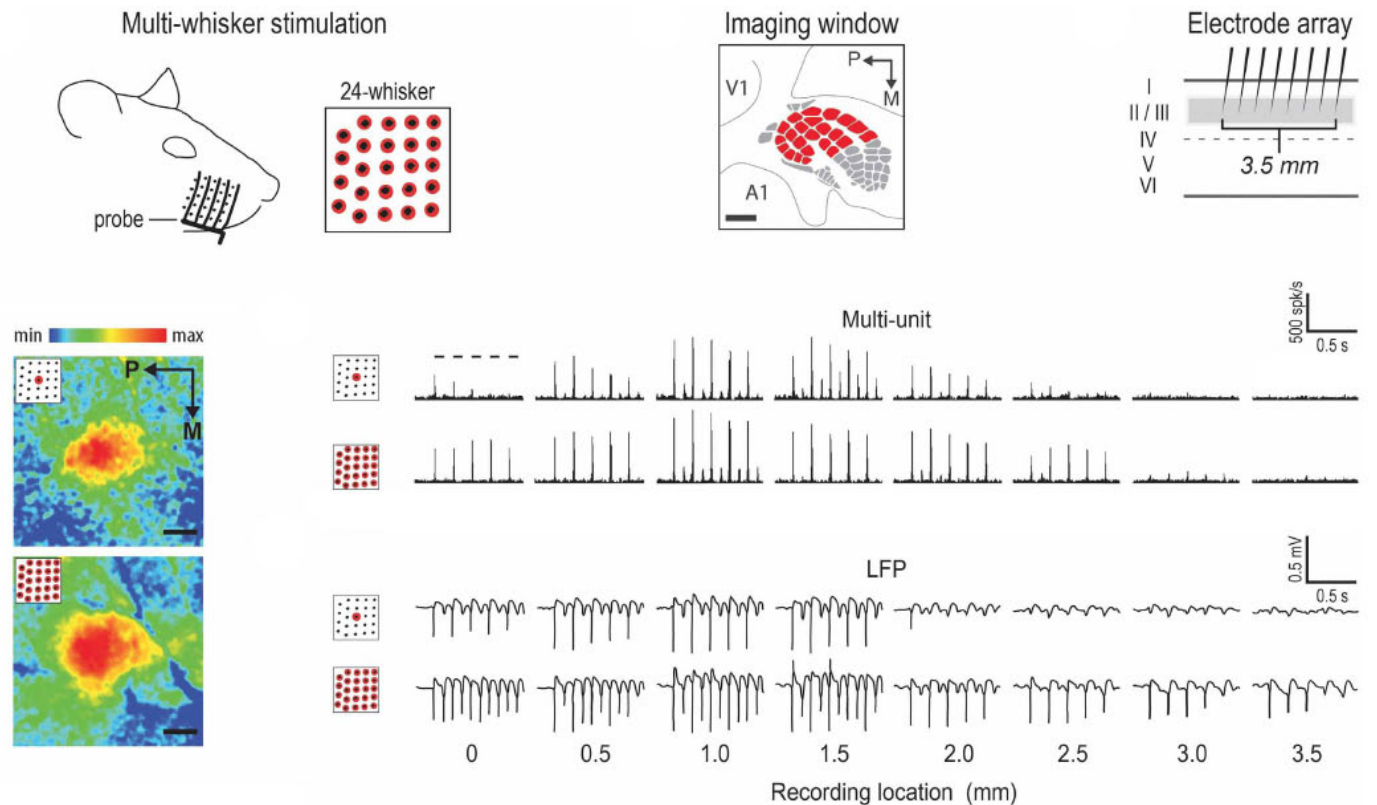 Multi-whisker stimulation
24-whisker
probe
Imaging window
P
M
V1
A1
Electrode array
I
II / III
IV
V
VI
3.5 mm
min max
P
M
Multi-unit
500 spk/s
0.5 s
LFP
0.5 mV
0.5 s
0 0.5 1.0 1.5 2.0 2.5 3.0 3.5
Recording location (mm)